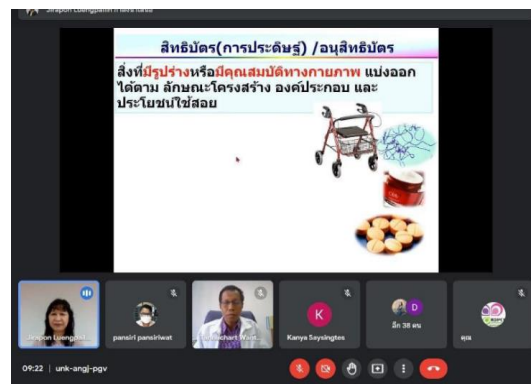 สิทธิบัตร(การประดิษฐ์) /อนุสิทธิบัตร
สิ่งที่มีรูปร่างหรือมีคุณสมบัติทางกายภาพ แบ่งออก
ได้ตาม ลักษณะโครงสร้าง องค์ประกอบ และ
ประโยชน์ใช้สอย
pansiri pansiriwat
K
Kanya Saysingtes
D
อีก 38 คน
คุณ
09:22 | unk-angj-pgv